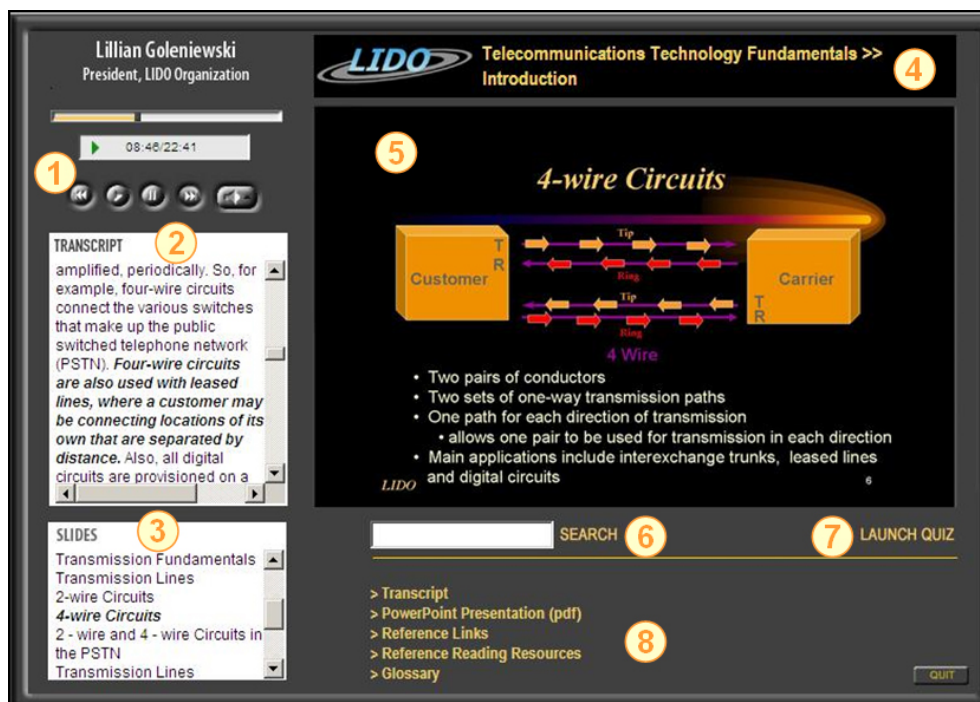 Lillian Goleniewski
President, LIDO Organization
08:46/22:41
1
TRANSCRIPT
2
amplified, periodically. So, for
example, four-wire circuits
connect the various switches
that make up the public
switched telephone network
(PSTN). Four-wire circuits
are also used with leased
lines, where a customer may
be connecting locations of its
own that are separated by
distance. Also, all digital
circuits are provisioned on a
SLIDES
3
Transmission Fundamentals
Transmission Lines
2-wire Circuits
4-wire Circuits
2 - wire and 4 - wire Circuits in
the PSTN
Transmission Lines
LIDO
Telecommunications Technology Fundamentals >>
Introduction
4
5
4-wire Circuits
Customer
T
R
Tip
Ring
Tip
Ring
Carrier
T
R
4 Wire
• Two pairs of conductors
• Two sets of one-way transmission paths
• One path for each direction of transmission
• allows one pair to be used for transmission in each direction
• Main applications include interexchange trunks, leased lines
and digital circuits
LIDO
6
SEARCH
6
7
LAUNCH QUIZ
> Transcript
> PowerPoint Presentation (pdf)
> Reference Links
> Reference Reading Resources
> Glossary
8
QUIT